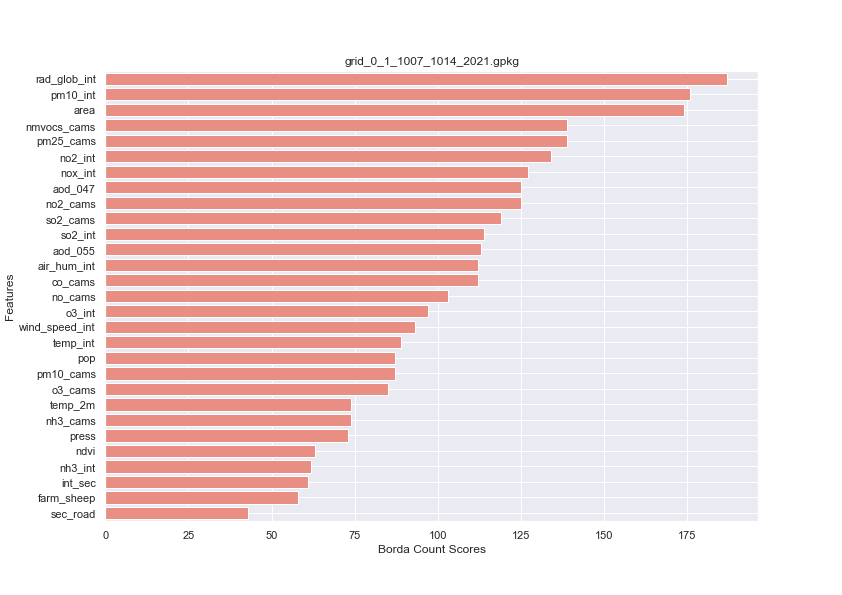 grid_0_1_1007_1014_2021.gpkg
rad_glob_int
pm10_int
area
nmvocs_cams
pm25_cams
no2_int
nox_int
aod_047
no2_cams
so2_cams
so2_int
aod_055
air_hum_int
co_cams
no_cams
o3_int
wind_speed_int
temp_int
pop
pm10_cams
o3_cams
temp_2m
nh3_cams
press
ndvi
nh3_int
int_sec
farm_sheep
sec_road
Features
0 25 50 75 100 125 150 175
Borda Count Scores